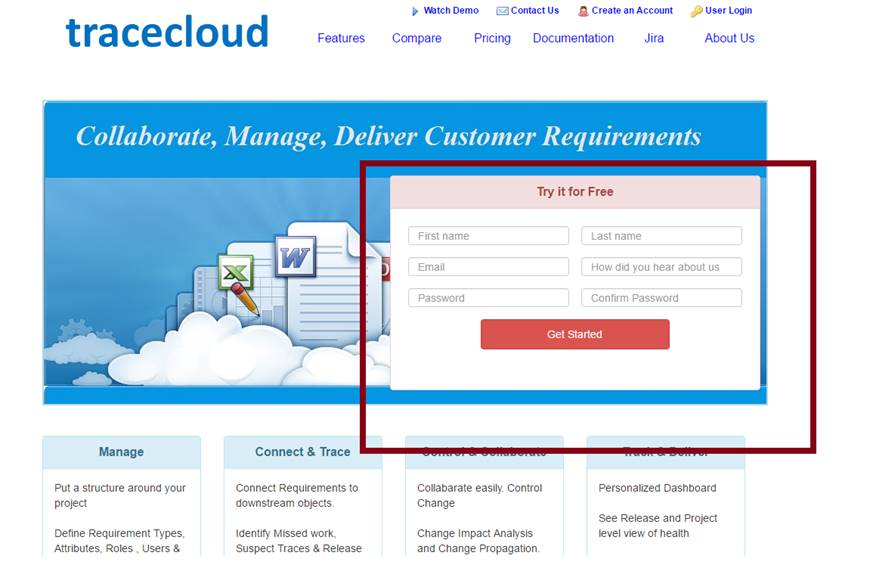 tracecloud
Watch Demo Contact Us Create an Account User Login
Features Compare Pricing Documentation Jira About Us
Collaborate, Manage, Deliver Customer Requirements
Try it for Free
First name Last name
Email How did you hear about us
Password Confirm Password
Get Started
X
W
Manage
Put a structure around your
project
Define Requirement Types,
Attributes, Roles , Users &
Connect & Trace
Connect Requirements to
downstream objects.
Identify Missed work,
Suspect Traces & Release
Control & Collaborate
Collabarate easily. Control
Change
Change Impact Analysis
and Change Propagation.
Track & Deliver
Personalized Dashboard
See Release and Project
level view of health